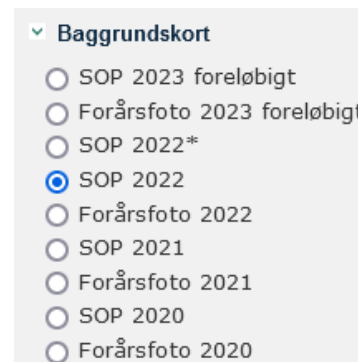 Baggrundskort
SOP 2023 foreløbigt
Forårsfoto 2023 foreløbigt
SOP 2022*
SOP 2022
Forårsfoto 2022
SOP 2021
Forårsfoto 2021
SOP 2020
Forårsfoto 2020